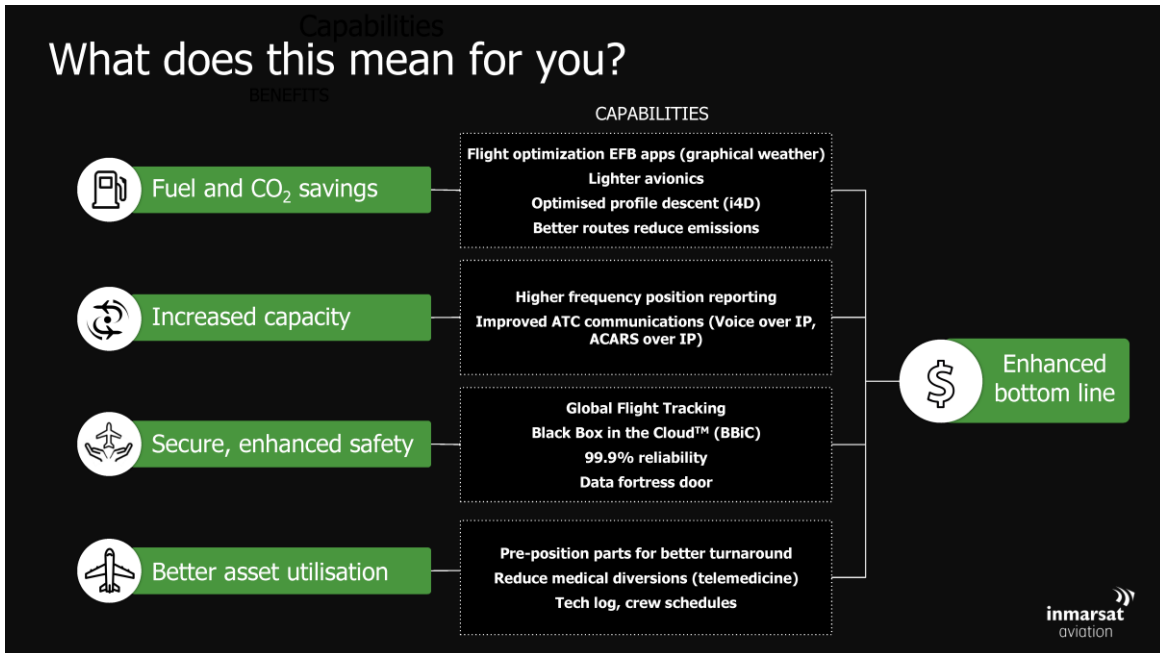 Capabilities
What does this mean for you?
BENEFITS
CAPABILITIES
Fuel and CO₂ savings
Flight optimization EFB apps (graphical weather)
Lighter avionics
Optimised profile descent (i4D)
Better routes reduce emissions
Increased capacity
Higher frequency position reporting
Improved ATC communications (Voice over IP,
ACARS over IP)
Secure, enhanced safety
Global Flight Tracking
Black Box in the Cloud™ (BBiC)
99.9% reliability
Data fortress door
Better asset utilisation
Pre-position parts for better turnaround
Reduce medical diversions (telemedicine)
Tech log, crew schedules
$
Enhanced
bottom line
inmarsat
aviation